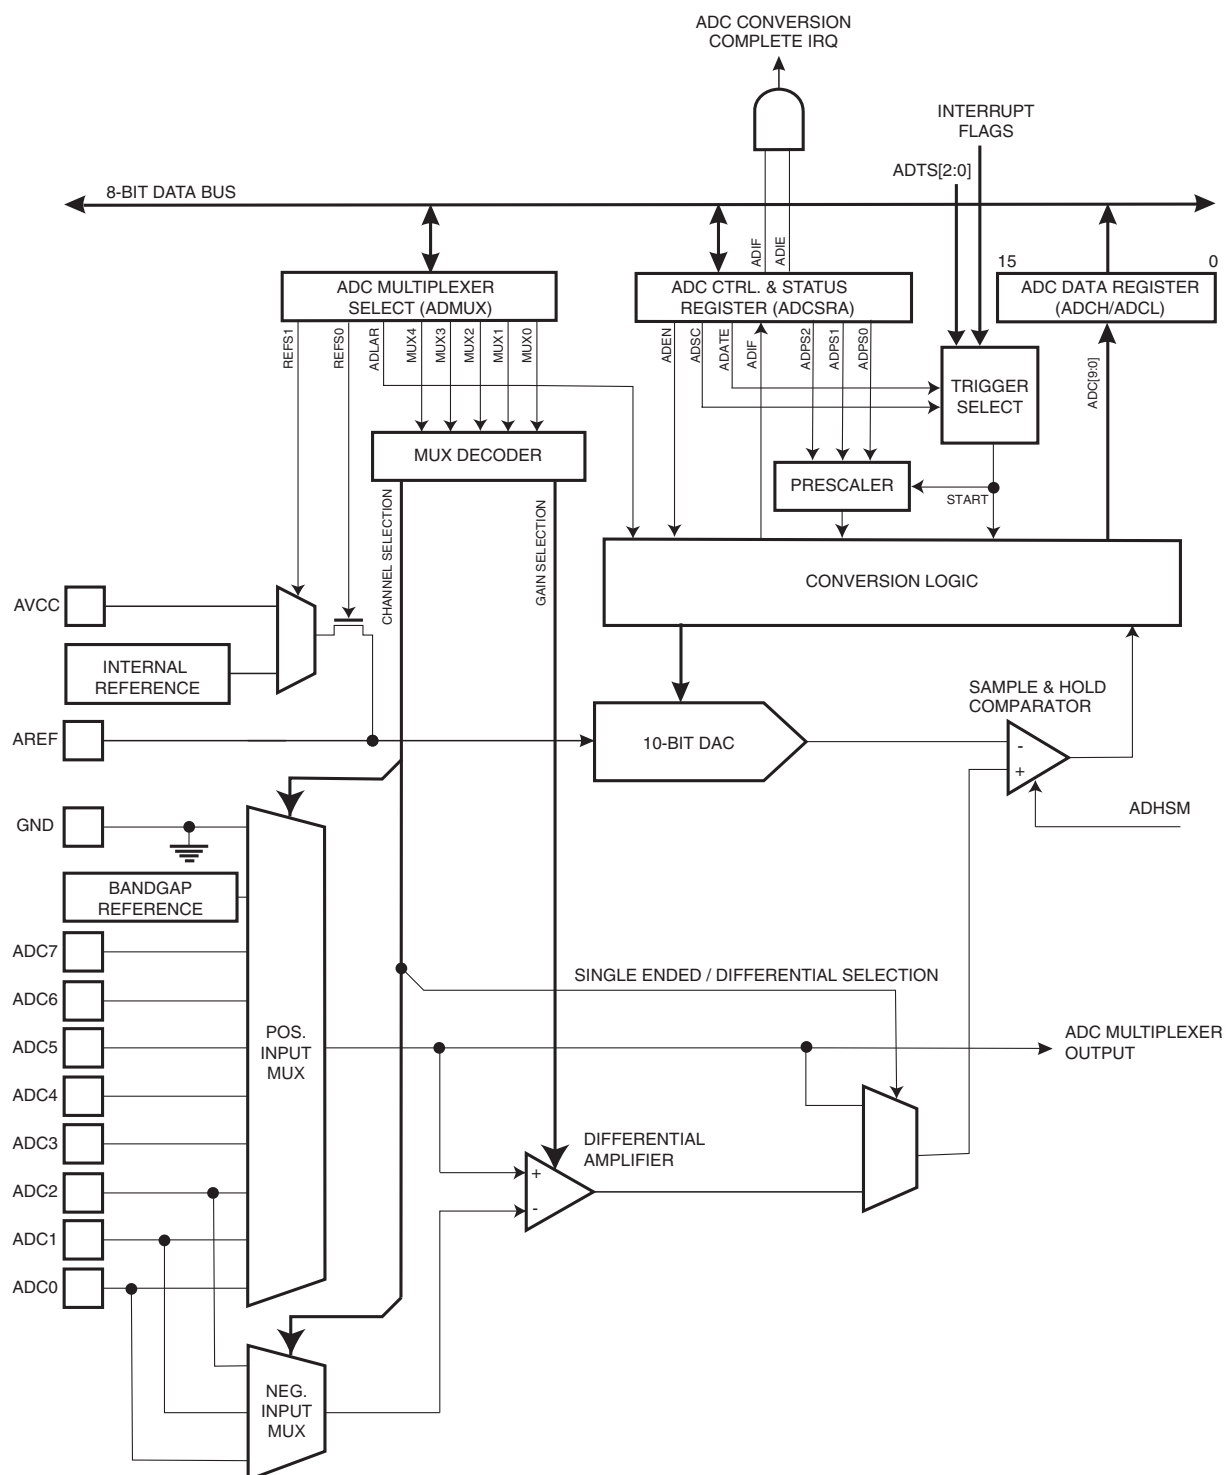 ADC CONVERSION
COMPLETE IRQ
INTERRUPT
FLAGS
ADTS[2:0]
8-BIT DATA BUS
ADIF
ADIE
15
0
ADC MULTIPLEXER
SELECT (ADMUX)
ADC CTRL. & STATUS
REGISTER (ADCSRA)
ADC DATA REGISTER
(ADCH/ADCL)
REFS1
REFS0
ADLAR
MUX4
MUX3
MUX2
MUX1
MUX0
ADEN
ADSC
ADATE
ADIF
ADPS2
ADPS1
ADPS0
ADC[9:0]
TRIGGER
SELECT
MUX DECODER
PRESCALER
START
CHANNEL SELECTION
GAIN SELECTION
CONVERSION LOGIC
AVCC
INTERNAL
REFERENCE
SAMPLE & HOLD
COMPARATOR
AREF
10-BIT DAC
-
+
ADHSM
GND
BANDGAP
REFERENCE
ADC7
SINGLE ENDED / DIFFERENTIAL SELECTION
ADC6
ADC5
POS.
INPUT
MUX
ADC MULTIPLEXER
OUTPUT
ADC4
ADC3
DIFFERENTIAL
AMPLIFIER
+
-
ADC2
ADC1
ADC0
NEG.
INPUT
MUX